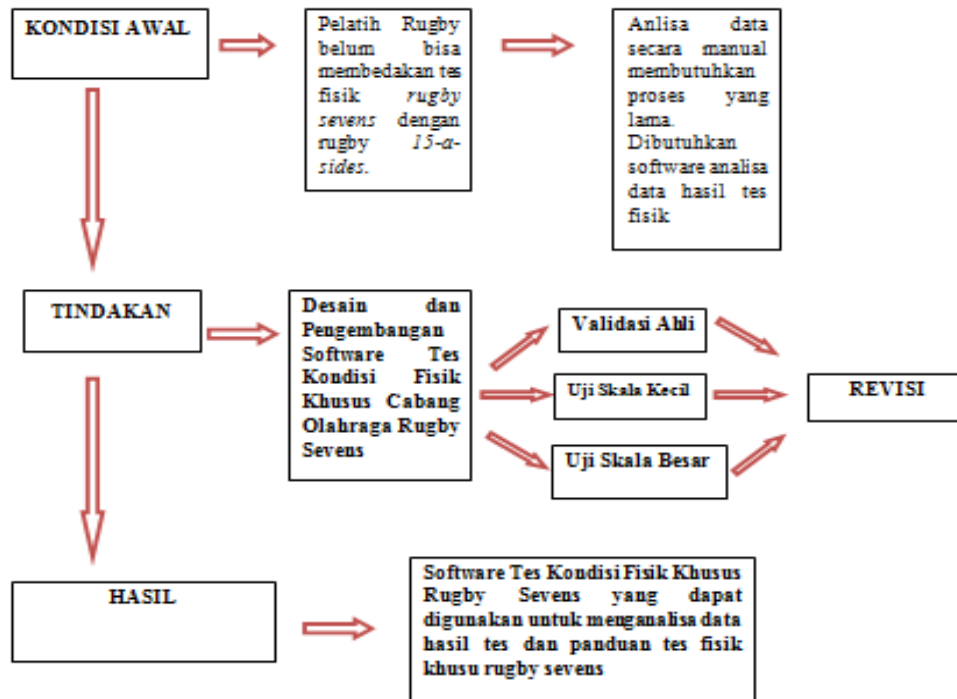 KONDISI AWAL
Pelatih Rugby
belum bisa
membedakan tes
fisik rugby
sevens dengan
rugby 15-a-
sides.
Anlisa data
secara manual
membutuhkan
proses yang
lama.
Dibutuhkan
software analisa
data hasil tes
fisik
TINDAKAN
Desain dan
Pengembangan
Software Tes
Kondisi Fisik
Khusus Cabang
Olahraga Rugby
Sevens
Validasi Ahli
Uji Skala Kecil
Uji Skala Besar
REVISI
HASIL
Software Tes Kondisi Fisik Khusus
Rugby Sevens yang dapat
digunakan untuk menganalisa data
hasil tes dan panduan tes fisik
khusu rugby sevens